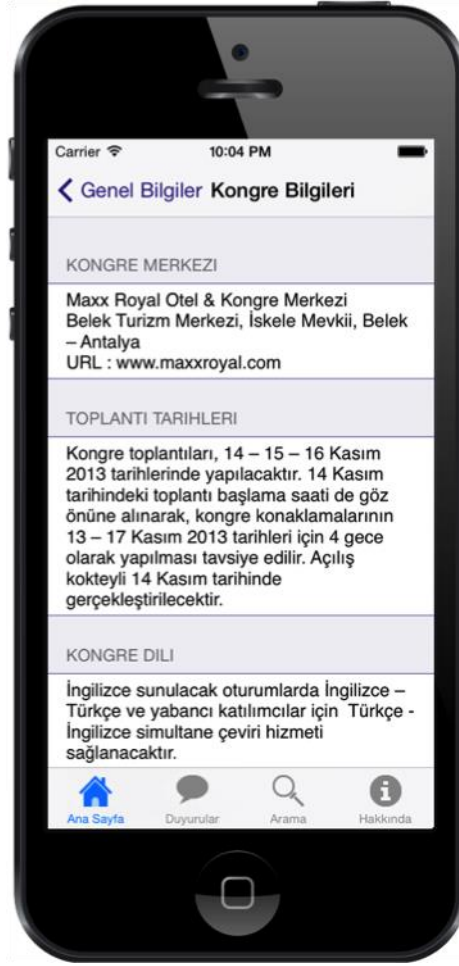 Carrier 10:04 PM
Genel Bilgiler Kongre Bilgileri
KONGRE MERKEZI
Maxx Royal Otel & Kongre Merkezi
Belek Turizm Merkezi, İskele Mevkii, Belek
– Antalya
URL : www.maxxroyal.com
TOPLANTI TARIHLERI
Kongre toplantıları, 14 – 15 – 16 Kasım
2013 tarihlerinde yapılacaktır. 14 Kasım
tarihindeki toplantı başlama saati de göz
önüne alınarak, kongre konaklamalarının
13 – 17 Kasım 2013 tarihleri için 4 gece
olarak yapılması tavsiye edilir. Açılış
kokteyli 14 Kasım tarihinde
gerçekleştirilecektir.
KONGRE DILI
İngilizce sunulacak oturumlarda İngilizce –
Türkçe ve yabancı katılımcılar için  Türkçe -
İngilizce simultane çeviri hizmeti
sağlanacaktır.
Ana Sayfa Duyurular Arama Hakkında